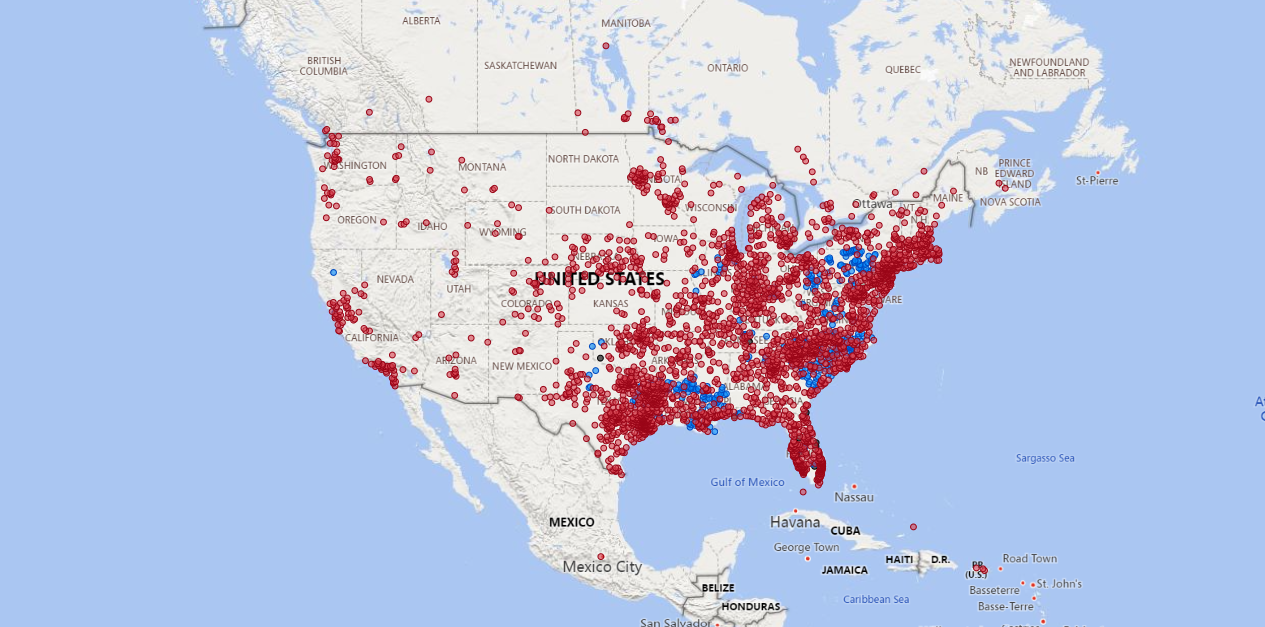 ALBERTA
MANITOBA
BRITISH
COLUMBIA
SASKATCHEWAN
ONTARIO
QUEBEC
NEWFOUNDLAND
AND LABRADOR
NORTH DAKOTA
MONTANA
NB
PRINCE
EDWARD
St-Pierre
MAINE
NOVA SCOTIA
Ottawa
WISCONSIN
SOUTH DAKOTA
OREGON
IDAHO
WYOMING
IOWA
UNITED STATES
NEVADA
UTAH
COLORADO
KANSAS
CALIFORNIA
ARIZONA
NEW MEXICO
ALABAMA
Sargasso Sea
Gulf of Mexico
Nassau
MEXICO
Havana
CUBA
George Town
HAITI
D.R.
PR
(U.S.)
Road Town
Mexico City
JAMAICA
St. John's
BELIZE
Basseterre
Caribbean Sea
Basse-Terre
HONDURAS
San Salvador